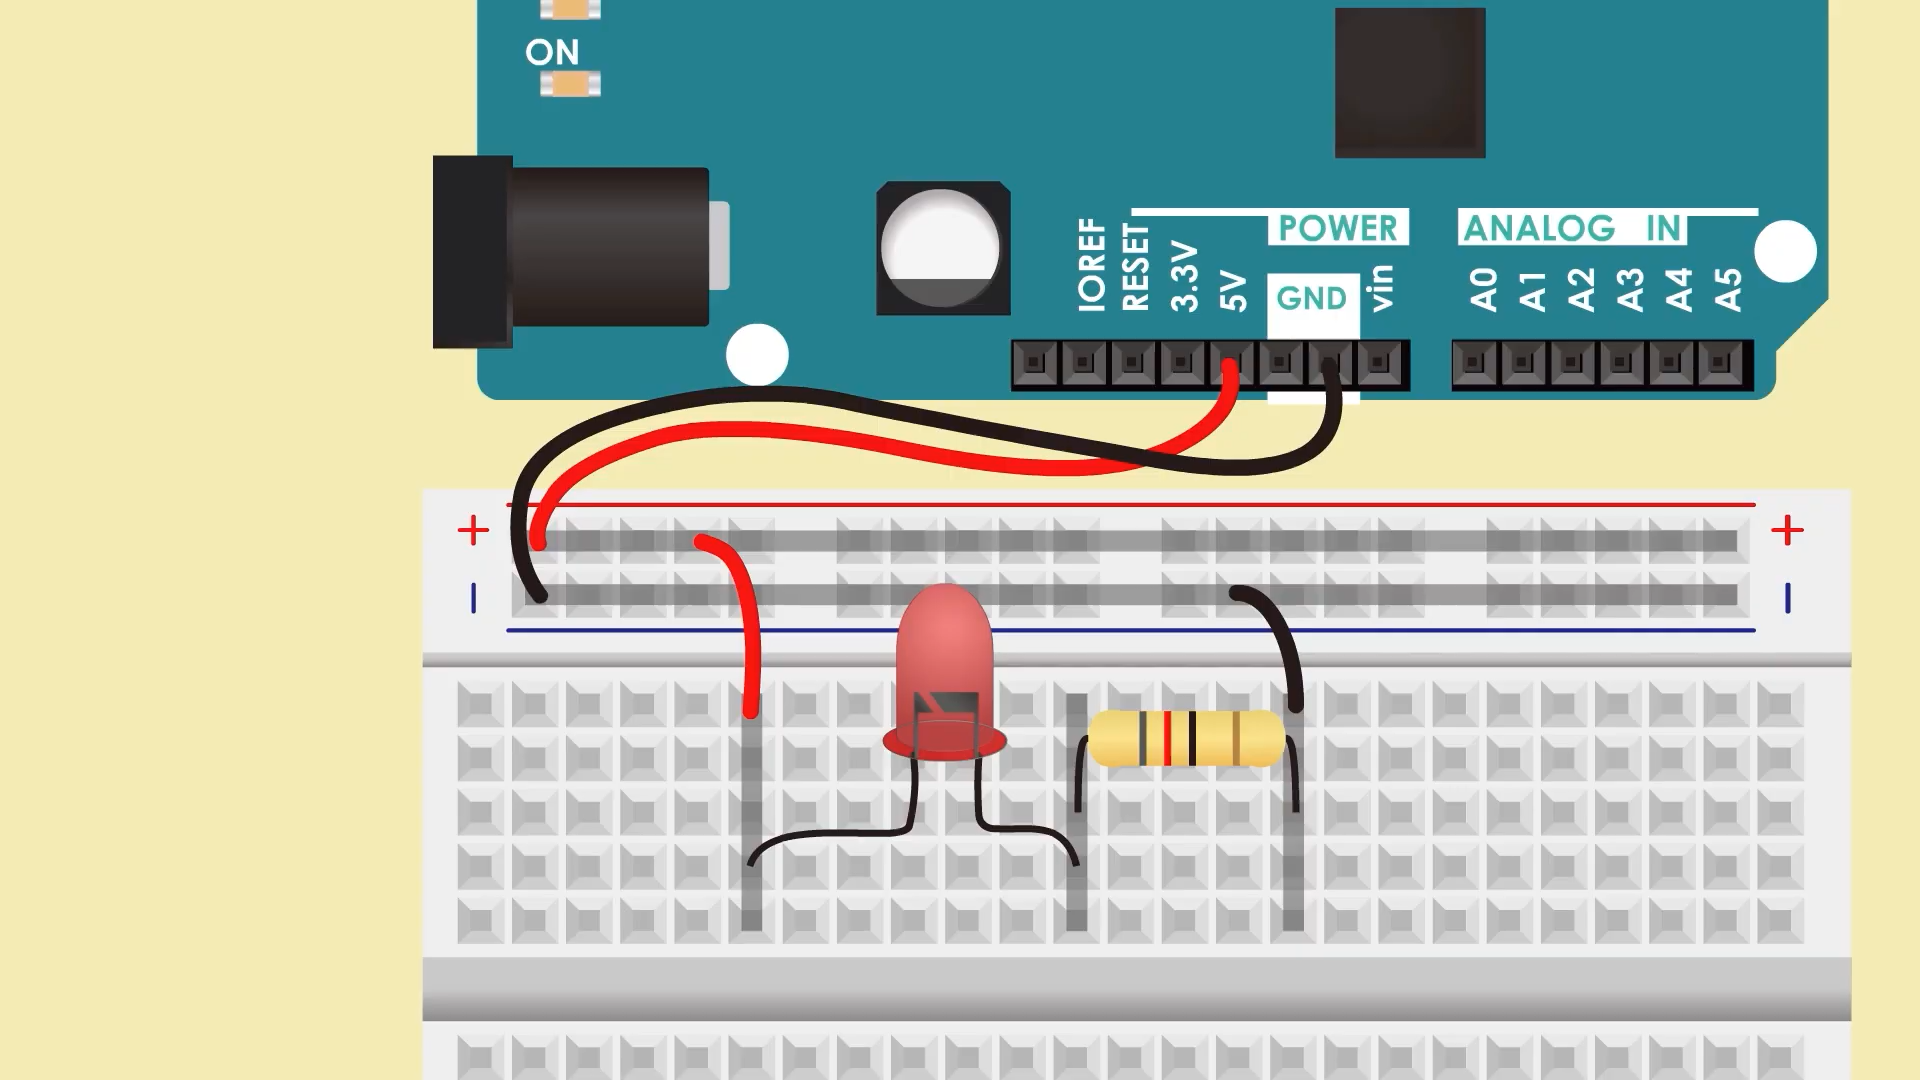 ON
IOREF
RESET
3.3V
5V
POWER
GND
vin
ANALOG IN
A0
A1
A2
A3
A4
A5
+
+